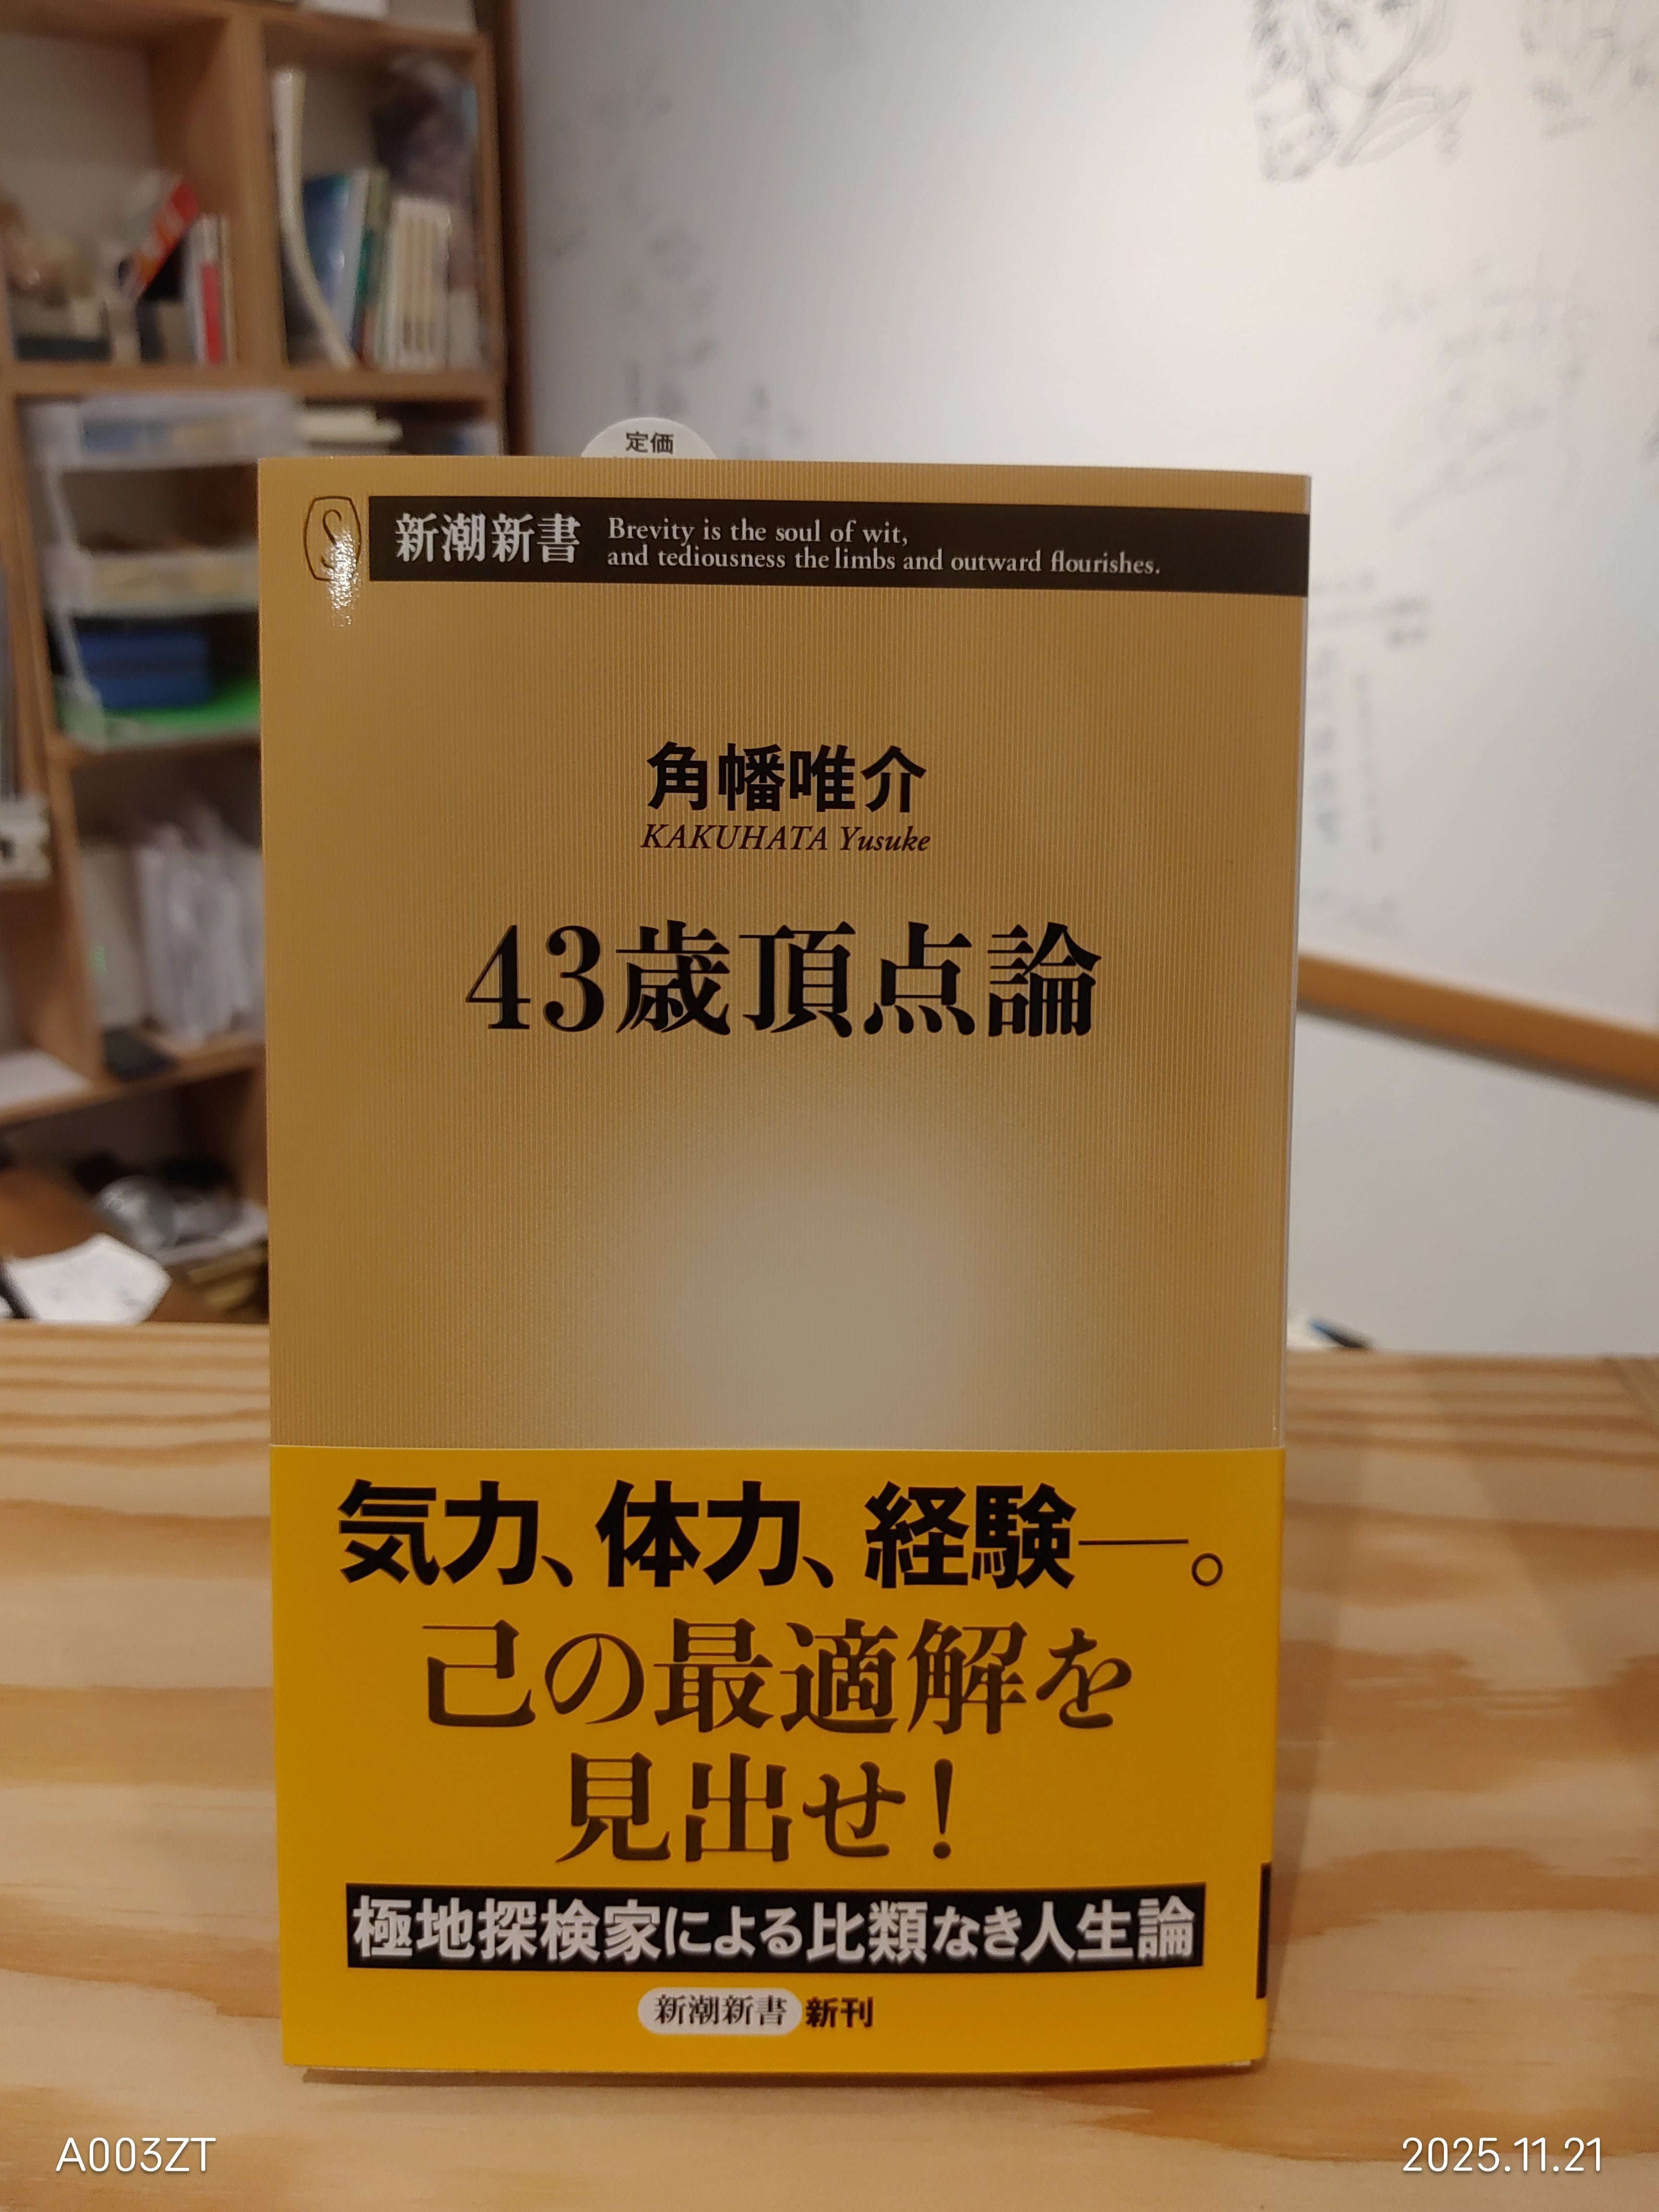 定価
新潮新書
Brevity is the soul of wit,
and tediousness the limbs and outward flourishes.
角幡唯介
KAKUHATA Yusuke
43歳頂点論
気力、体力、経験──。
己の最適解を
見出せ！
極地探検家による比類なき人生論
新潮新書 新刊
A003ZT
2025.11.21